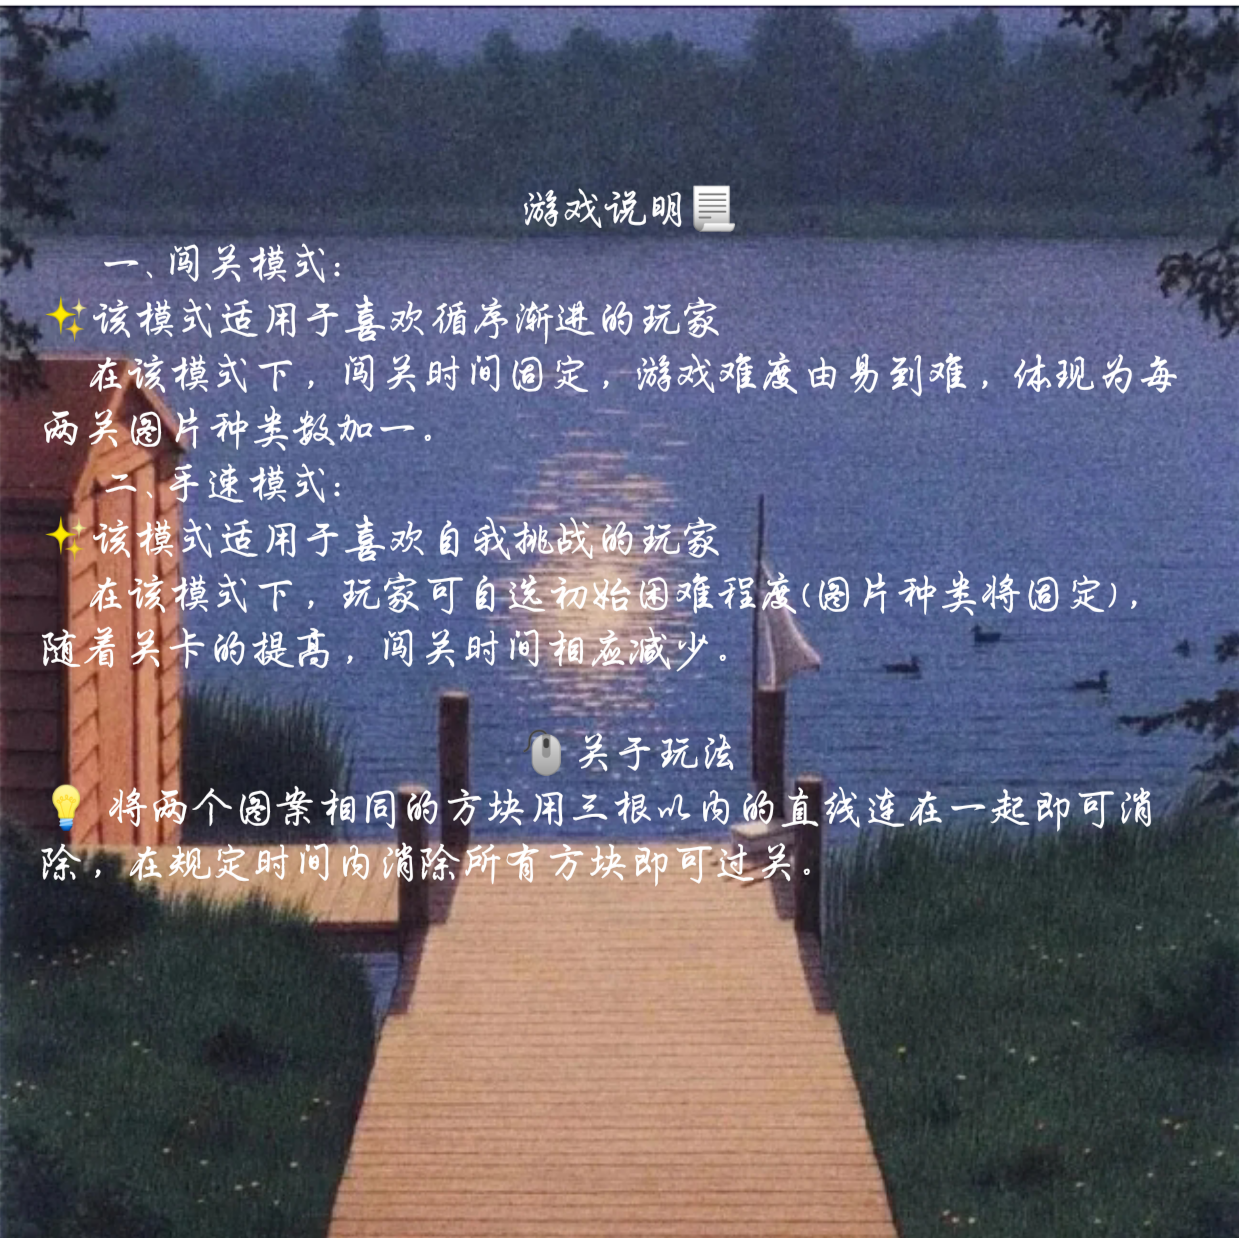 游戏说明📃
一、闯关模式：
✨该模式适用于喜欢循序渐进的玩家
在该模式下，闯关时间固定，游戏难度由易到难，体现为每
两关图片种类数加一。
二、手速模式：
✨该模式适用于喜欢自我挑战的玩家
在该模式下，玩家可自选初始困难程度(图片种类将固定)，
随着关卡的提高，闯关时间相应减少。
🖱️关于玩法
💡 将两个图案相同的方块用三根以内的直线连在一起即可消
除，在规定时间内消除所有方块即可过关。